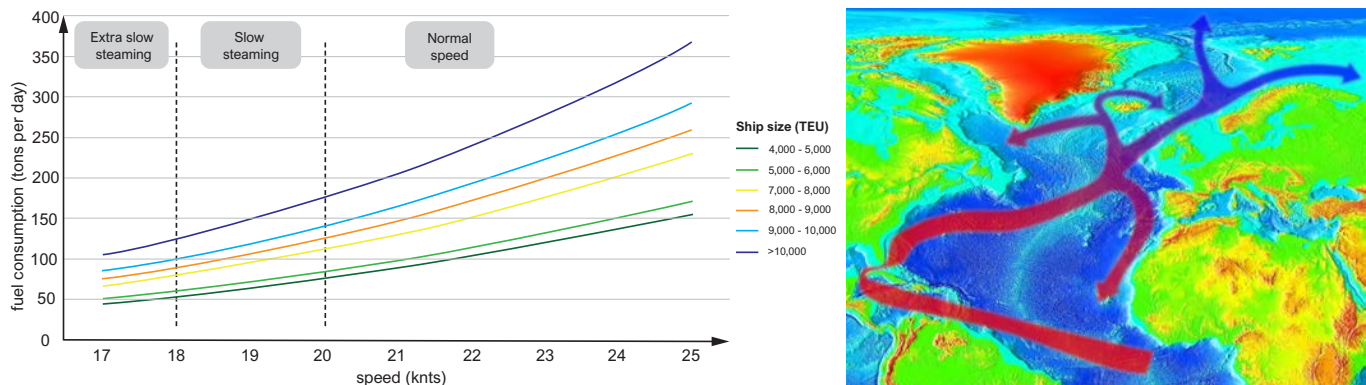 400
350
300
250
200
150
100
50
0
fuel consumption (tons per day)
Extra slow
steaming
Slow
steaming
Normal
speed
17 18 19 20 21 22 23 24 25
speed (knts)
Ship size (TEU)
4,000 - 5,000
5,000 - 6,000
7,000 - 8,000
8,000 - 9,000
9,000 - 10,000
>10,000